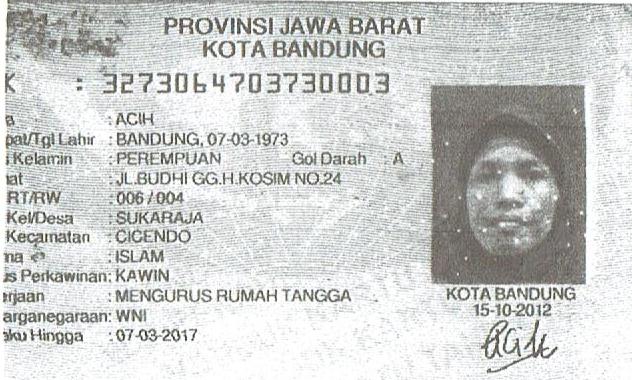 PROVINSI JAWA BARAT
KOTA BANDUNG
K : 3273064703730003
a : ACIH
pat/Tgl Lahir : BANDUNG, 07-03-1973
Kelamin : PEREMPUAN Gol Darah : A
at : JL.BUDHI GG.H.KOSIM NO.24
RT/RW : 006 / 004
Kel/Desa : SUKARAJA
Kecamatan : CICENDO
ma : ISLAM
us Perkawinan: KAWIN
erjaan : MENGURUS RUMAH TANGGA
arganegaraan: WNI
aku Hingga : 07-03-2017
KOTA BANDUNG
15-10-2012
Acih